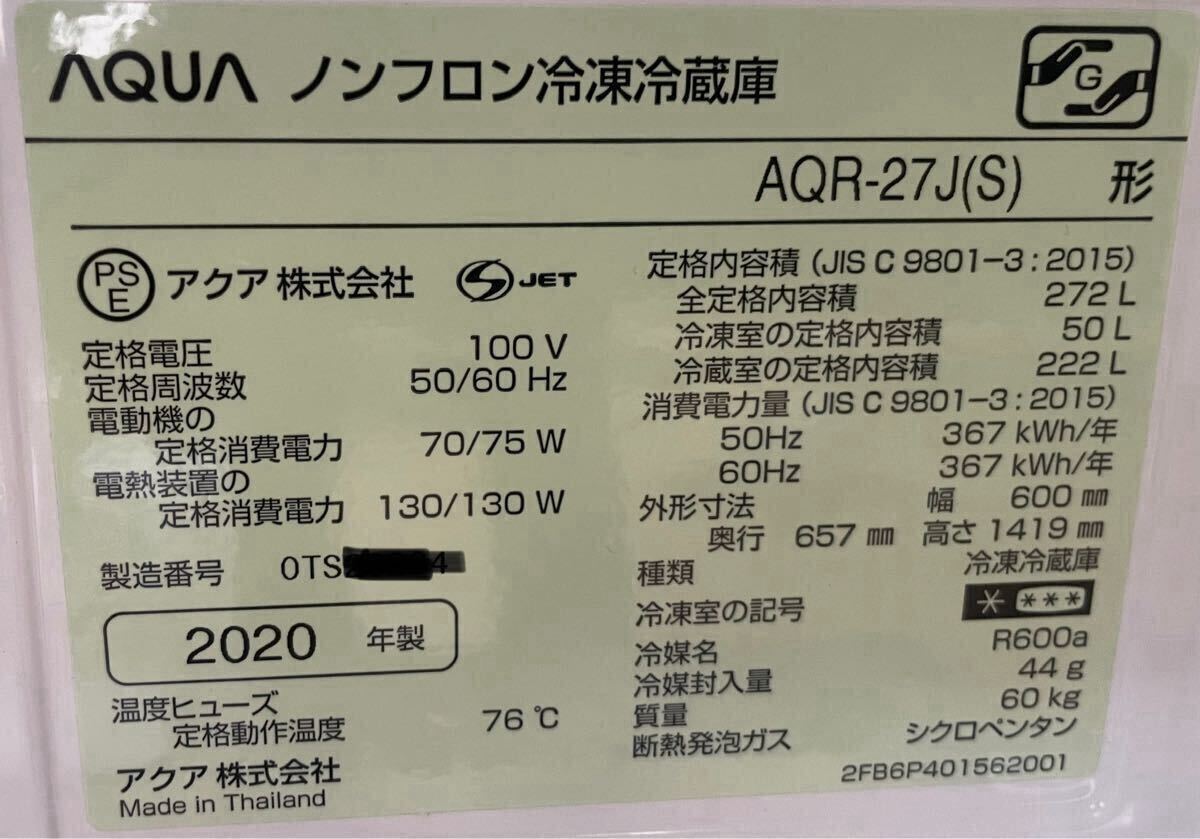 AQUA ノンフロン冷凍冷蔵庫
G
AQR-27J(S) 形
PSE アクア 株式会社 S JET
定格電圧 100 V
定格周波数 50/60 Hz
電動機の
定格消費電力 70/75 W
電熱装置の
定格消費電力 130/130 W
製造番号 0TS 4
2020 年製
温度ヒューズ
定格動作温度 76 ℃
アクア 株式会社
Made in Thailand
定格内容積 (JIS C 9801-3 : 2015)
全定格内容積 272 L
冷凍室の定格内容積 50 L
冷蔵室の定格内容積 222 L
消費電力量 (JIS C 9801-3 : 2015)
50Hz 367 kWh/年
60Hz 367 kWh/年
外形寸法 幅 600 ㎜
奥行 657 ㎜ 高さ 1419 ㎜
種類 冷凍冷蔵庫
冷凍室の記号 * ***
冷媒名 R600a
冷媒封入量 44 g
質量 60 kg
断熱発泡ガス シクロペンタン
2FB6P401562001